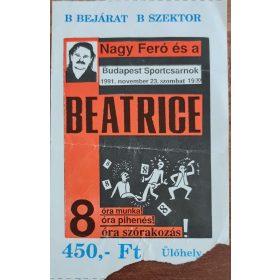 B BEJÁRAT B SZEKTOR
Nagy Feró és a
Budapest Sportcsarnok
1991. november 23. szombat 19:30
BEATRICE
8
óra munka!
óra pihenés!
óra szórakozás!
450,- Ft Ülőhely